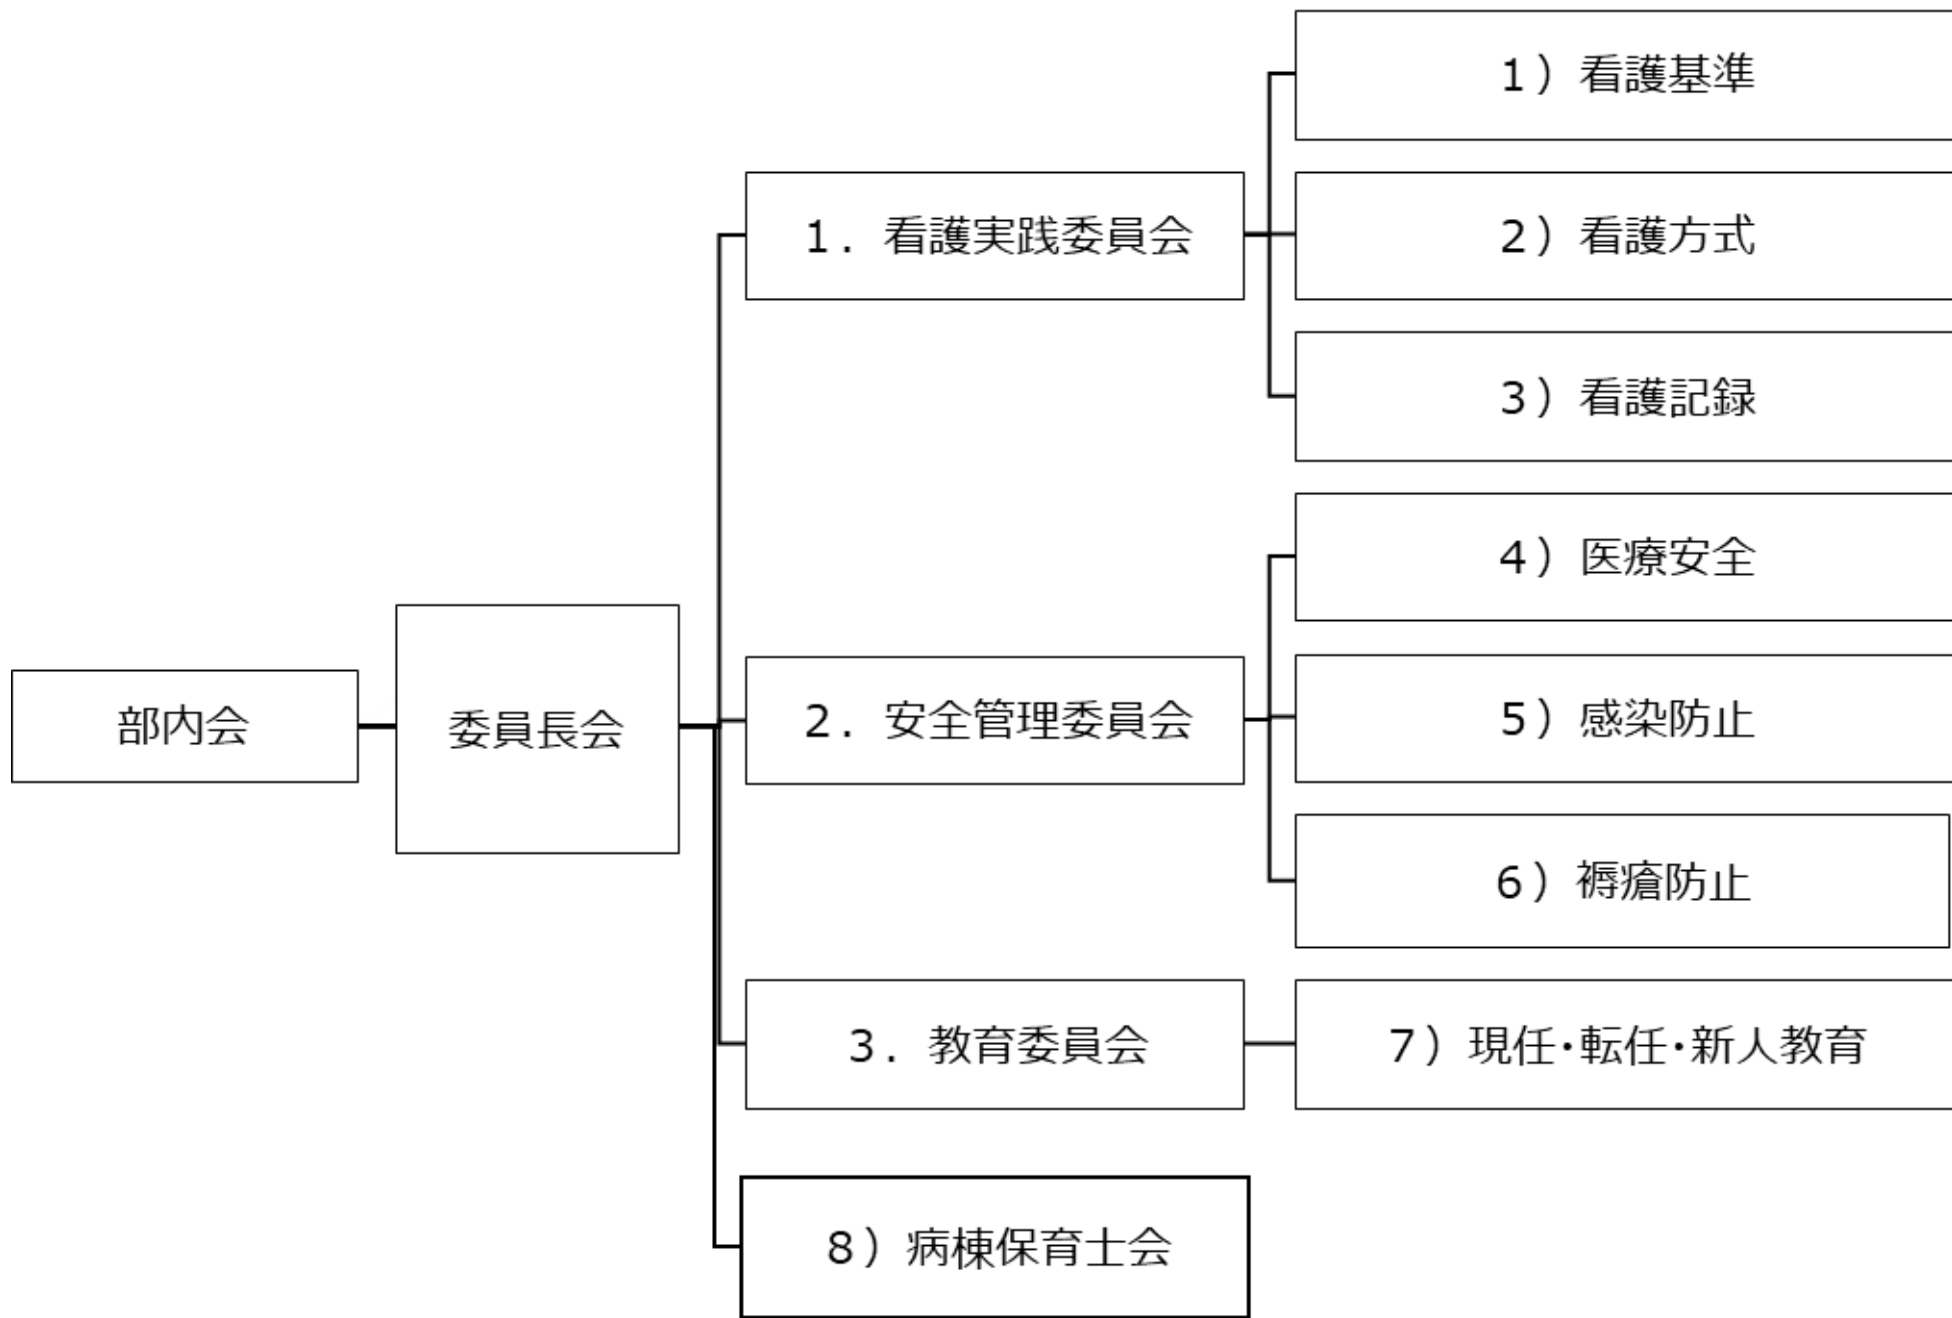 部内会
委員長会
1．看護実践委員会
1）看護基準
2）看護方式
3）看護記録
2．安全管理委員会
4）医療安全
5）感染防止
6）褥瘡防止
3．教育委員会
7）現任･転任･新人教育
8）病棟保育士会